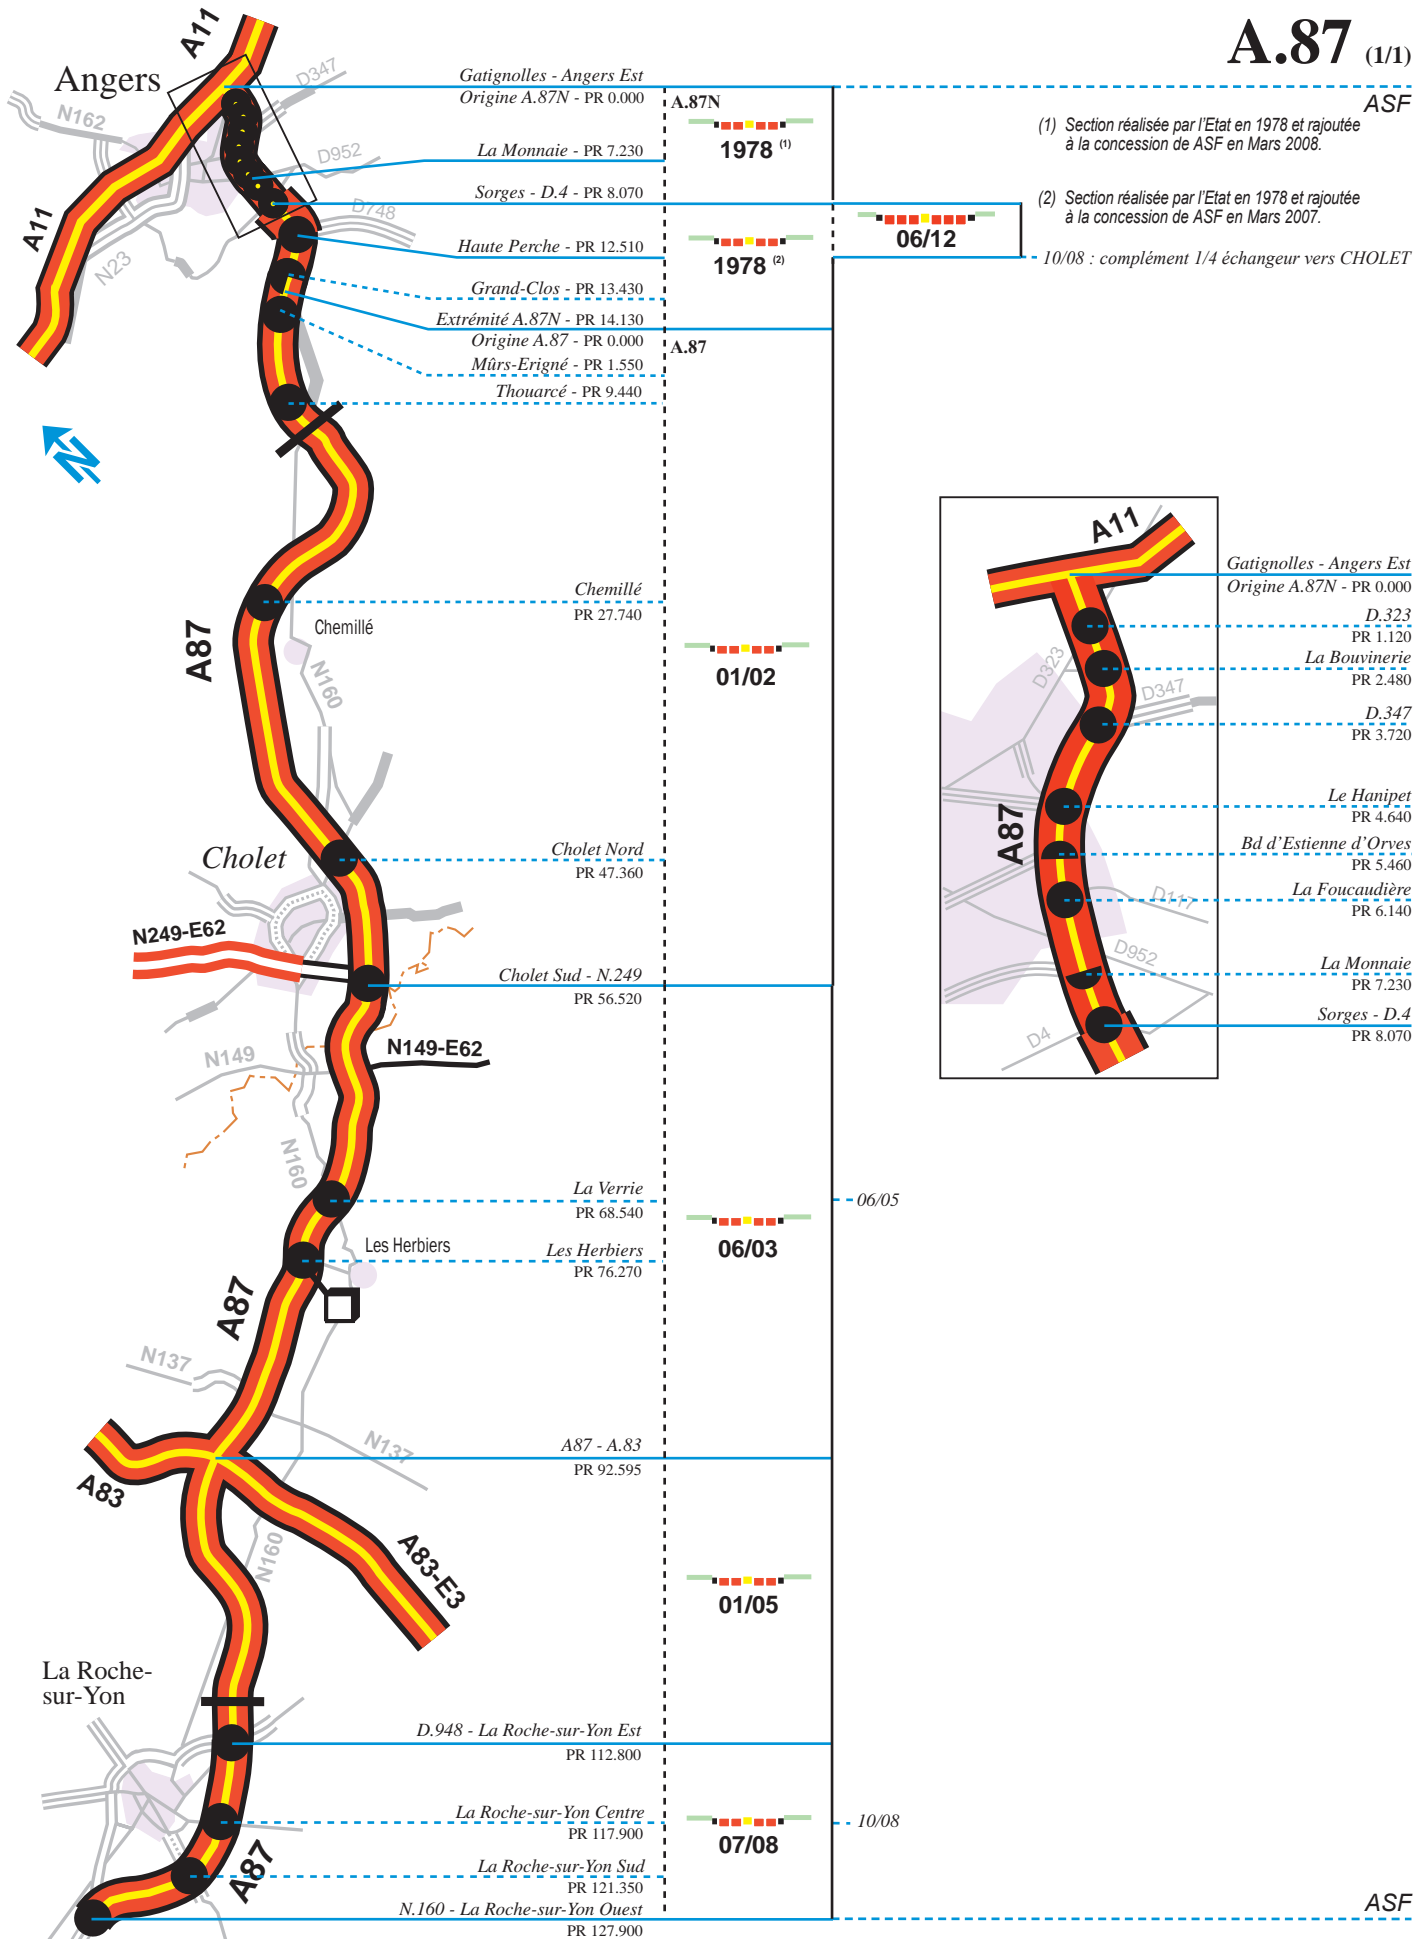 A.87 (1/1)
A11
Angers
D347
N162
D952
A11
N23
D748
Gatignolles - Angers Est
Origine A.87N - PR 0.000
A.87N
1978 (1)
La Monnaie - PR 7.230
Sorges - D.4 - PR 8.070
Haute Perche - PR 12.510
1978 (2)
06/12
Grand-Clos - PR 13.430
Extrémité A.87N - PR 14.130
Origine A.87 - PR 0.000
A.87
Mûrs-Erigné - PR 1.550
Thouarcé - PR 9.440
ASF
(1) Section réalisée par l'Etat en 1978 et rajoutée
à la concession de ASF en Mars 2008.
(2) Section réalisée par l'Etat en 1978 et rajoutée
à la concession de ASF en Mars 2007.
10/08 : complément 1/4 échangeur vers CHOLET
N
Chemillé
PR 27.740
Chemillé
A87
N160
01/02
Cholet
Cholet Nord
PR 47.360
N249-E62
Cholet Sud - N.249
PR 56.520
N149
N149-E62
N160
La Verrie
PR 68.540
06/05
06/03
Les Herbiers
Les Herbiers
PR 76.270
A87
N137
N137
A87 - A.83
PR 92.595
A83
A83-E3
N160
01/05
La Roche-
sur-Yon
D.948 - La Roche-sur-Yon Est
PR 112.800
La Roche-sur-Yon Centre
PR 117.900
07/08
10/08
A87
La Roche-sur-Yon Sud
PR 121.350
N.160 - La Roche-sur-Yon Ouest
PR 127.900
ASF
A11
Gatignolles - Angers Est
Origine A.87N - PR 0.000
D.323
PR 1.120
D323
La Bouvinerie
PR 2.480
D347
D.347
PR 3.720
Le Hanipet
PR 4.640
A87
Bd d'Estienne d'Orves
PR 5.460
La Foucaudière
PR 6.140
D117
D952
La Monnaie
PR 7.230
Sorges - D.4
PR 8.070
D4